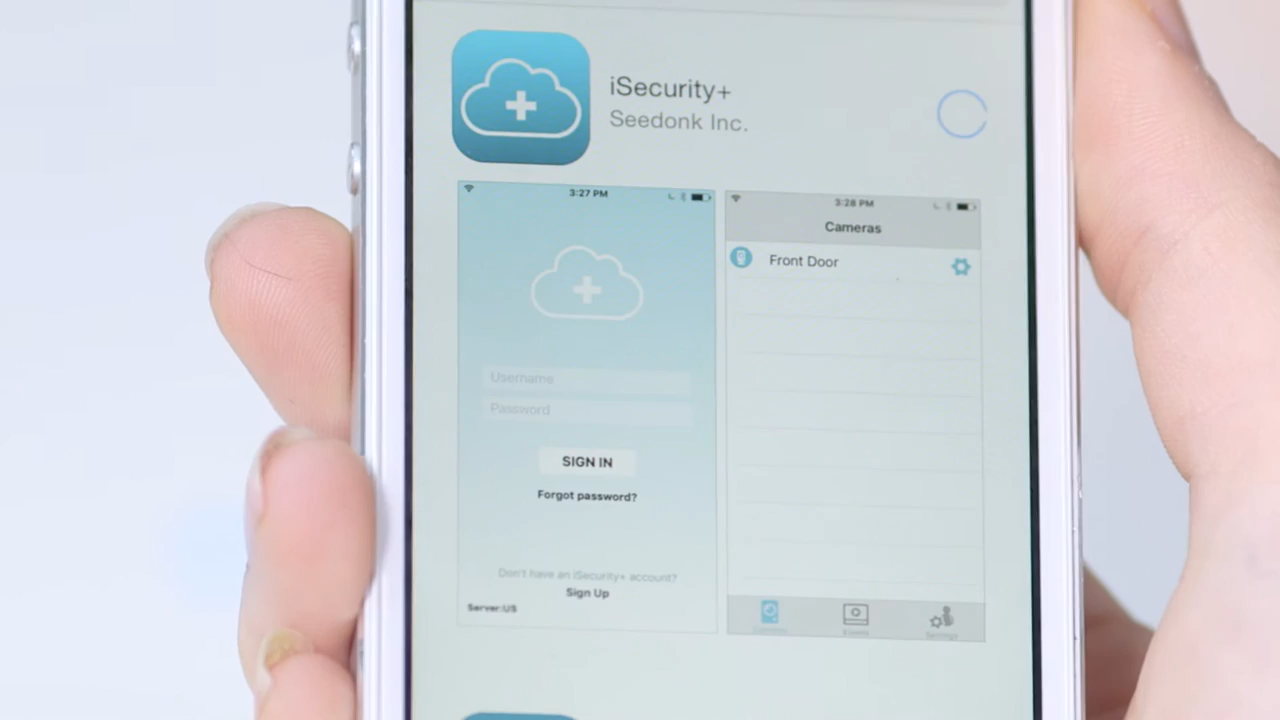 iSecurity+
Seedonk Inc.
3:27 PM
Username
Password
SIGN IN
Forgot password?
Don't have an iSecurity+ account?
Sign Up
Server:US
3:28 PM
Cameras
Front Door
Settings